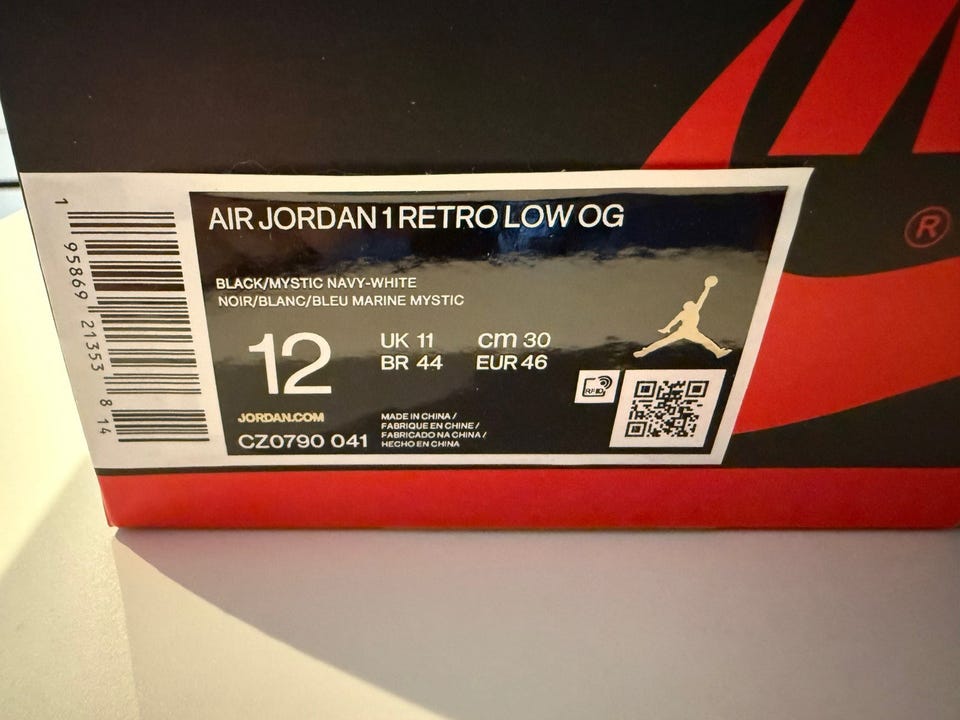 AIR JORDAN 1 RETRO LOW OG
BLACK/MYSTIC NAVY-WHITE
NOIR/BLANC/BLEU MARINE MYSTIC
12
UK 11 cm 30
BR 44 EUR 46
JORDAN.COM
CZ0790 041
MADE IN CHINA /
FABRIQUE EN CHINE /
FABRICADO NA CHINA /
HECHO EN CHINA
RFID
1 95869 21353 8 14
®